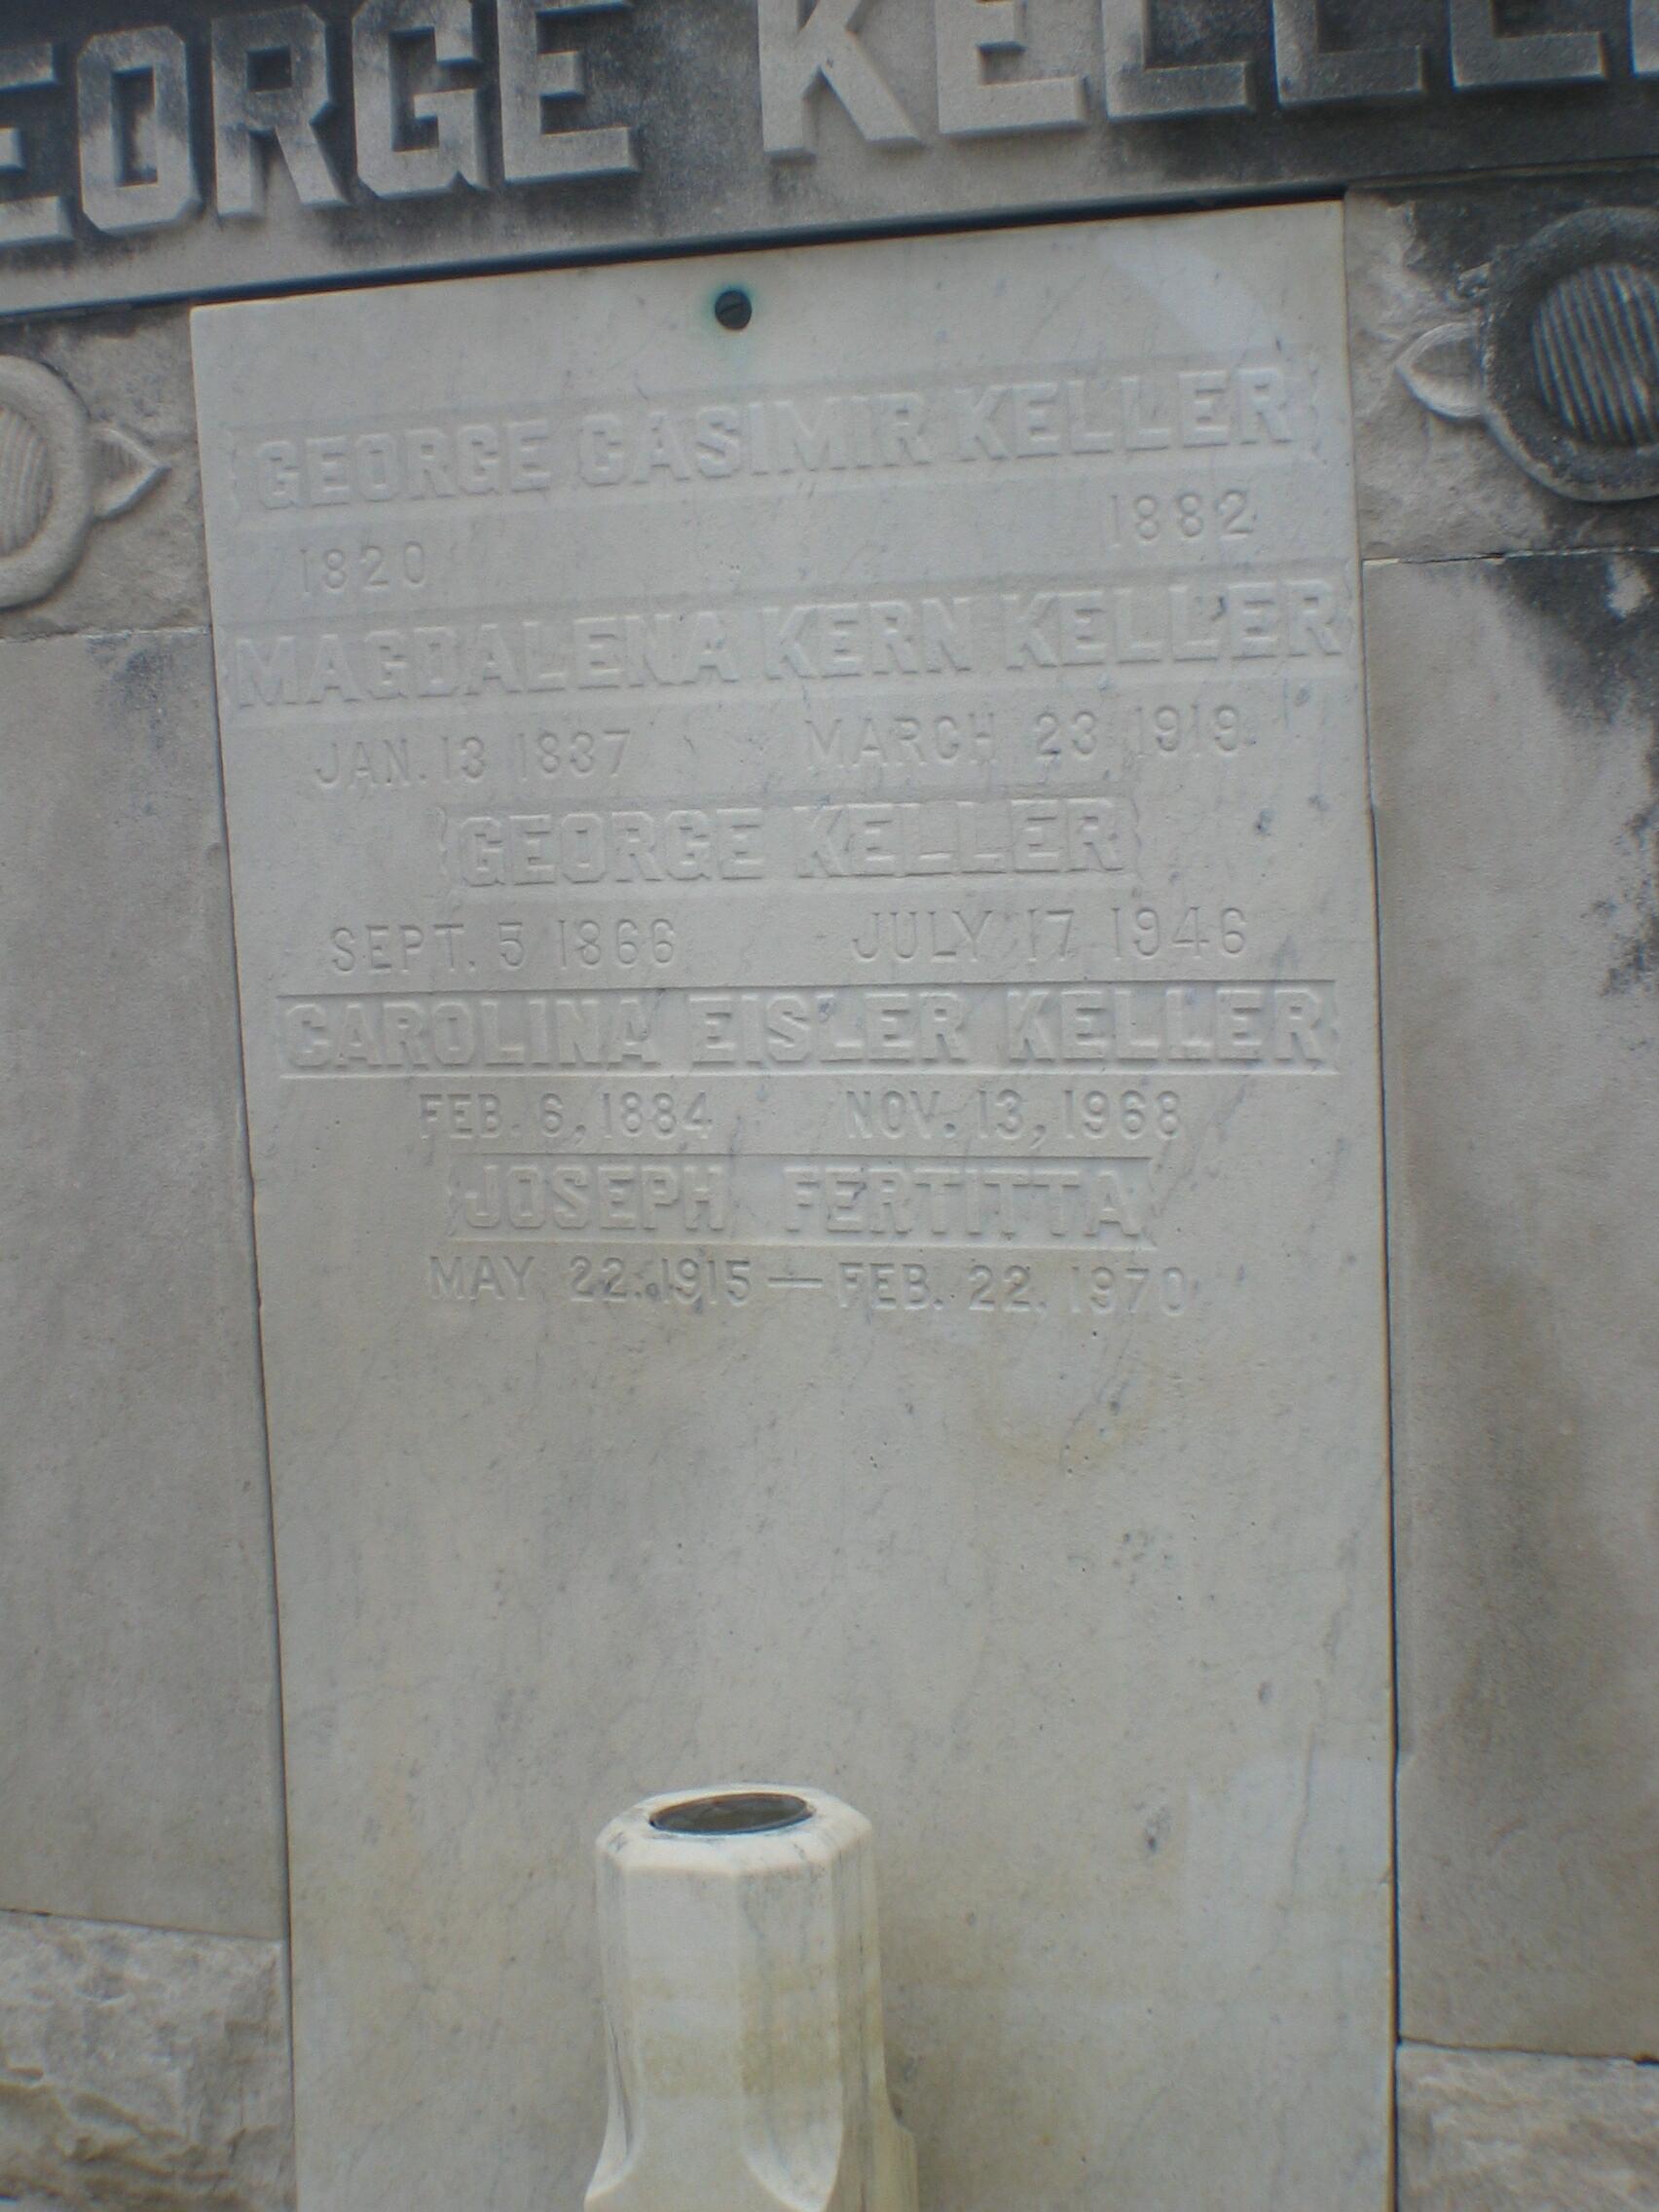 GEORGE KELLER
GEORGE CASIMIR KELLER
1820 1882
MAGDALENA KERN KELLER
JAN. 13 1837 MARCH 23 1919
GEORGE KELLER
SEPT. 5 1866 JULY 17 1946
CAROLINA EISLER KELLER
FEB. 6, 1884 NOV. 13, 1968
JOSEPH FERTITTA
MAY 22. 1915 — FEB. 22. 1970